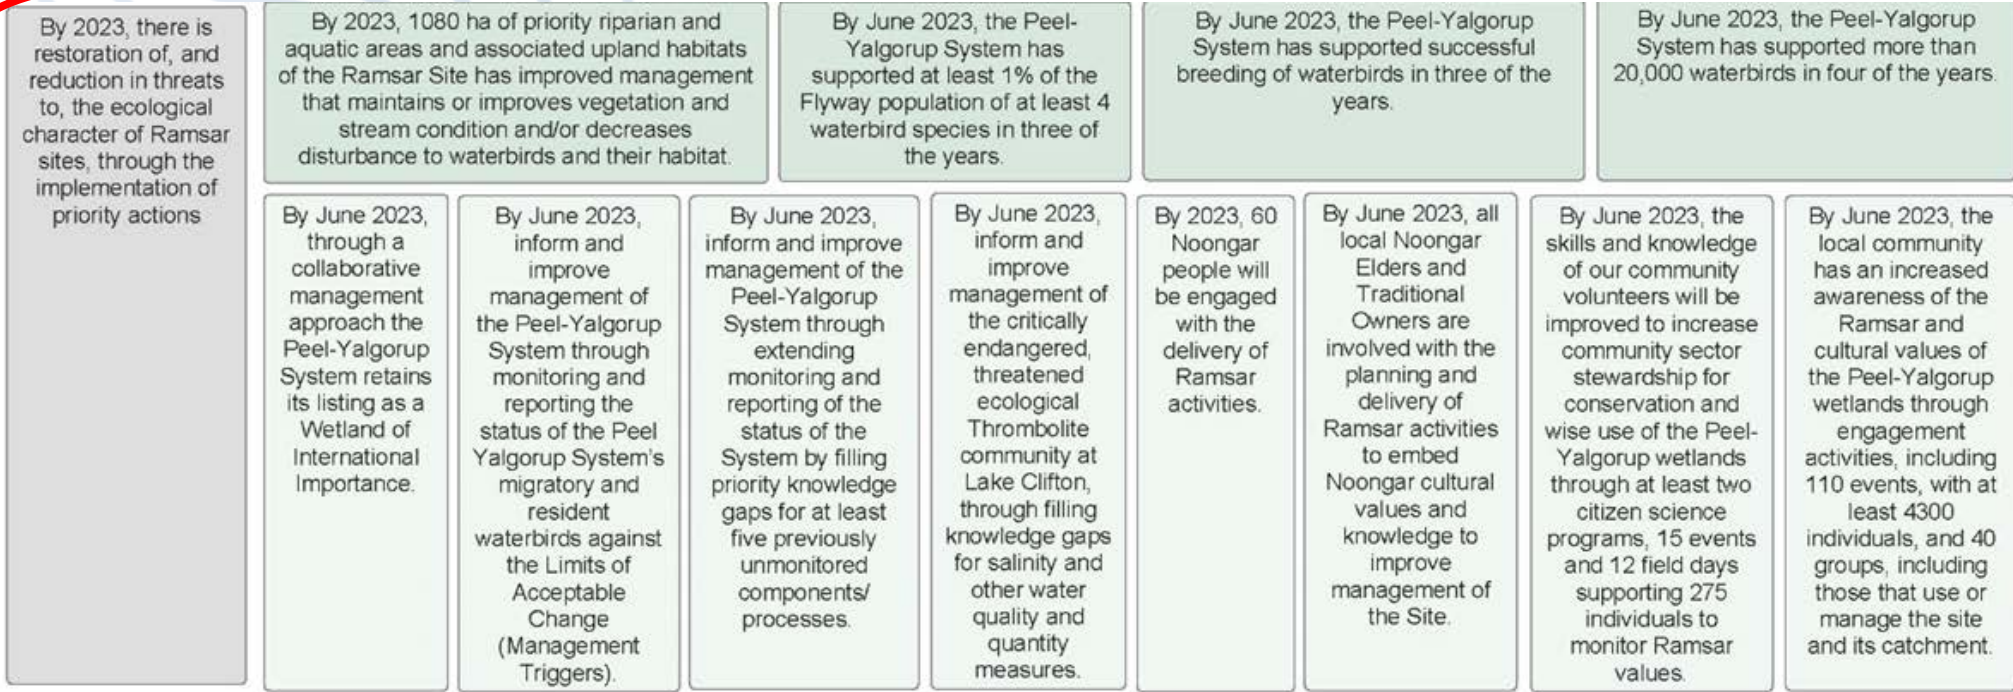 By 2023, there is
restoration of, and
reduction in threats
to, the ecological
character of Ramsar
sites, through the
implementation of
priority actions
By 2023, 1080 ha of priority riparian and
aquatic areas and associated upland habitats
of the Ramsar Site has improved management
that maintains or improves vegetation and
stream condition and/or decreases
disturbance to waterbirds and their habitat.
By June 2023, the Peel-
Yalgorup System has
supported at least 1% of the
Flyway population of at least 4
waterbird species in three of
the years.
By June 2023, the Peel-Yalgorup
System has supported successful
breeding of waterbirds in three of the
years.
By June 2023, the Peel-Yalgorup
System has supported more than
20,000 waterbirds in four of the years.
By June 2023,
through a
collaborative
management
approach the
Peel-Yalgorup
System retains
its listing as a
Wetland of
International
Importance.
By June 2023,
inform and
improve
management of
the Peel-Yalgorup
System through
monitoring and
reporting the
status of the Peel
Yalgorup System's
migratory and
resident
waterbirds against
the Limits of
Acceptable
Change
(Management
Triggers).
By June 2023,
inform and improve
management of the
Peel-Yalgorup
System through
extending
monitoring and
reporting of the
status of the
System by filling
priority knowledge
gaps for at least
five previously
unmonitored
components/
processes.
By June 2023,
inform and
improve
management of
the critically
endangered,
threatened
ecological
Thrombolite
community at
Lake Clifton,
through filling
knowledge gaps
for salinity and
other water
quality and
quantity
measures.
By 2023, 60
Noongar
people will
be engaged
with the
delivery of
Ramsar
activities.
By June 2023, all
local Noongar
Elders and
Traditional
Owners are
involved with the
planning and
delivery of
Ramsar activities
to embed
Noongar cultural
values and
knowledge to
improve
management of
the Site.
By June 2023, the
skills and knowledge
of our community
volunteers will be
improved to increase
community sector
stewardship for
conservation and
wise use of the Peel-
Yalgorup wetlands
through at least two
citizen science
programs, 15 events
and 12 field days
supporting 275
individuals to
monitor Ramsar
values.
By June 2023, the
local community
has an increased
awareness of the
Ramsar and
cultural values of
the Peel-Yalgorup
wetlands through
engagement
activities, including
110 events, with at
least 4300
individuals, and 40
groups, including
those that use or
manage the site
and its catchment.